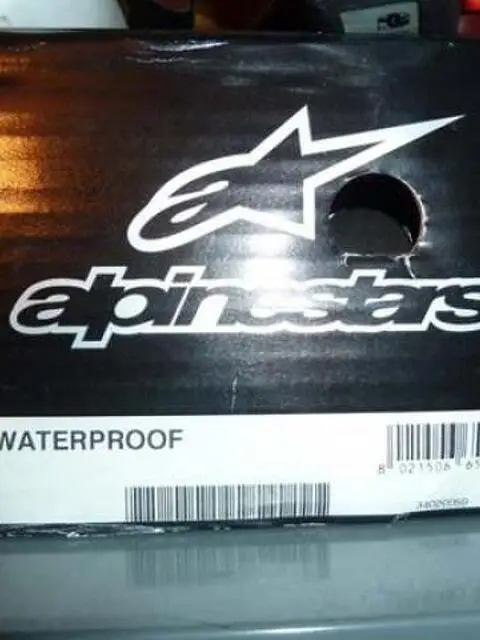 alpinestars
WATERPROOF
8 021506 65